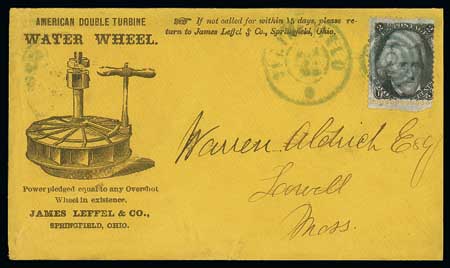 AMERICAN DOUBLE TURBINE
WATER WHEEL.
☞ If not called for within 15 days, please re-
turn to James Leffel & Co., Springfield, Ohio.
Warren Aldrich Esq
Lowell
Mass.
Power pledged equal to any Overshot
Wheel in existence.
JAMES LEFFEL & CO.,
SPRINGFIELD, OHIO.